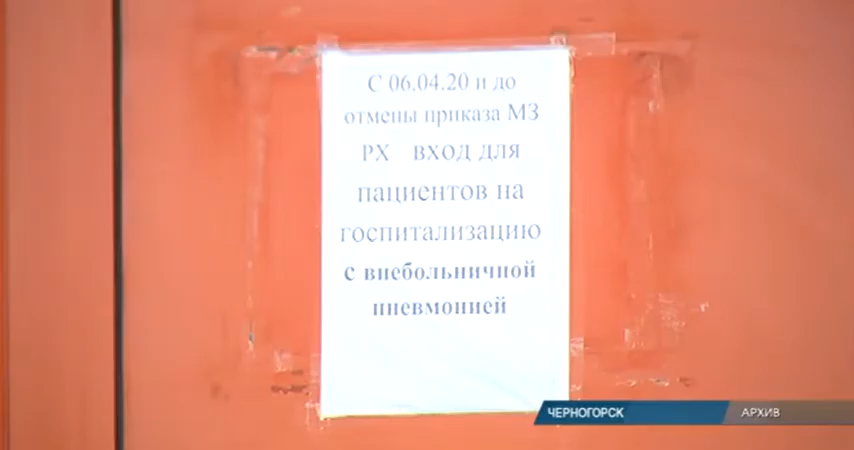 С 06.04.20 и до
отмены приказа МЗ
РХ вход для
пациентов на
госпитализацию
с внебольничной
пневмонией
ЧЕРНОГОРСК
АРХИВ